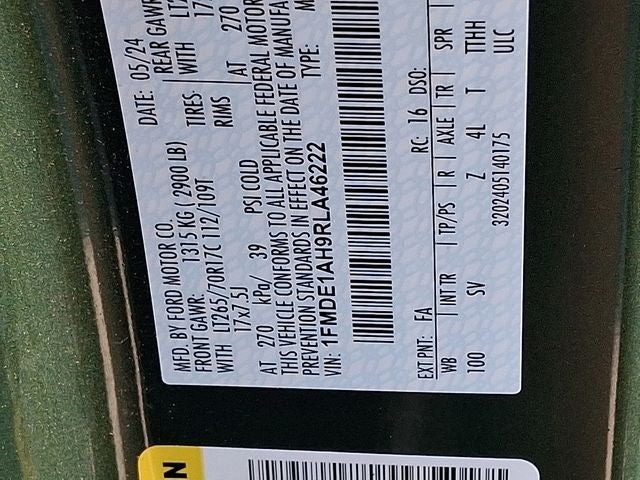 MFD. BY FORD MOTOR CO.
DATE: 05/24
FRONT GAWR: 1315 KG ( 2900 LB)
REAR GAWR
WITH LT265/70R17C 112/109T TIRES
WITH LT2
17x7.5J RIMS 17
AT 270 kPa/ 39 PSI COLD AT 270
THIS VEHICLE CONFORMS TO ALL APPLICABLE FEDERAL MOTOR
PREVENTION STANDARDS IN EFFECT ON THE DATE OF MANUFA
VIN: 1FMDE1AH9RLA46222
TYPE: M
EXT PNT: FA RC: 16 DSO:
WB INT TR TP/PS R AXLE TR SPR
100 SV Z 4L T TTHH
3202405140175 ULC
N